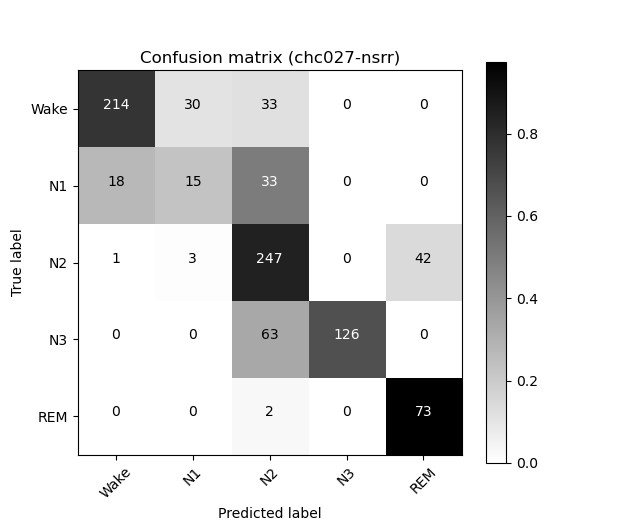 Confusion matrix (chc027-nsrr)
Wake 214 30 33 0 0
N1 18 15 33 0 0
N2 1 3 247 0 42
N3 0 0 63 126 0
REM 0 0 2 0 73
Wake N1 N2 N3 REM
Predicted label
True label
0.8
0.6
0.4
0.2
0.0